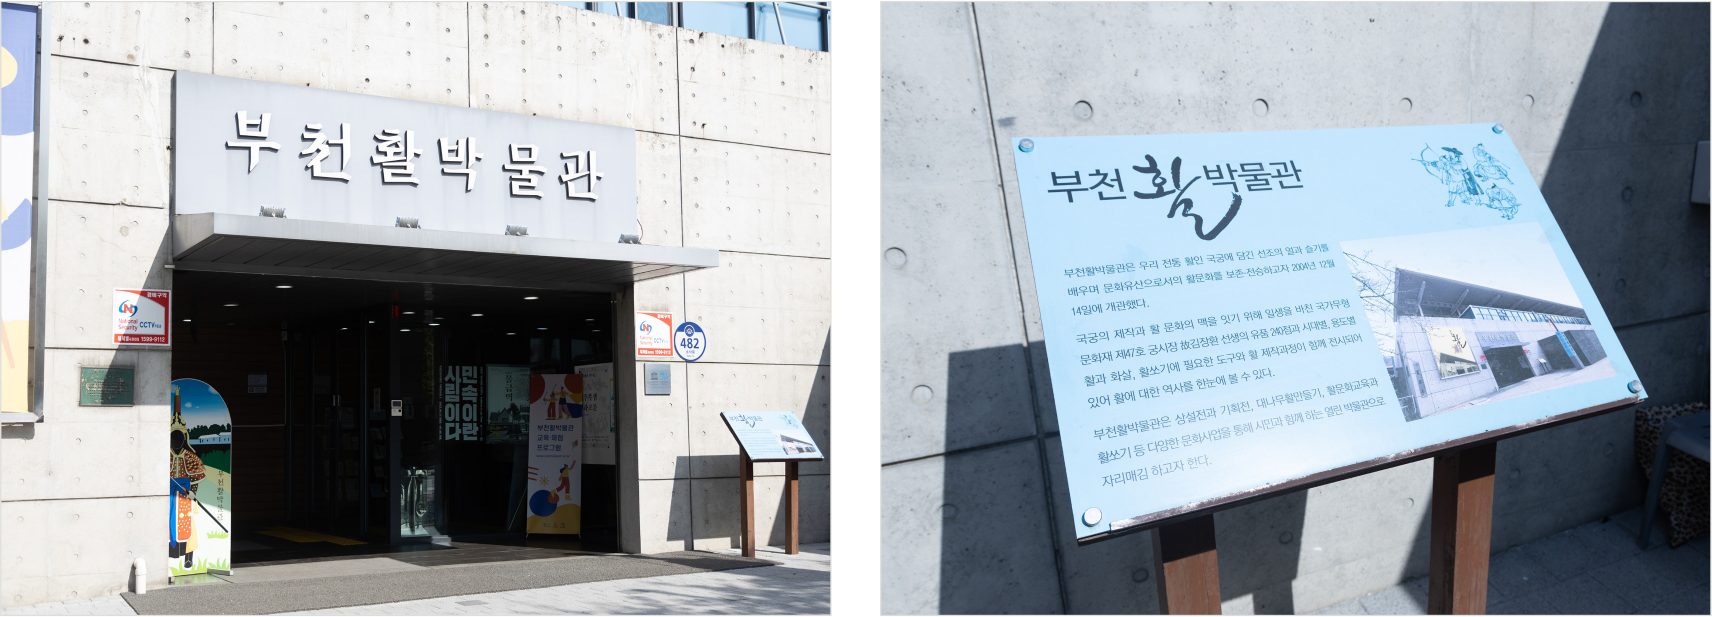 부천활박물관
National
Security
CCTV
1599-9112
482
민속이란
시림이다
부천활박물관
교육·체험
프로그램
부천활박물관
부천활박물관
부천활박물관은 우리 전통 활인 국궁에 담긴 선조의 얼과 슬기를
배우며 문화유산으로서의 활문화를 보존·전승하고자 2004년 12월
14일에 개관했다.
국궁의 제작과 활 문화의 맥을 잇기 위해 일생을 바친 국가무형
문화재 제47호 궁시장 故김장환 선생의 유품 240점과 시대별, 용도별
활과 화살, 활쏘기에 필요한 도구와 활 제작과정이 함께 전시되어
있어 활에 대한 역사를 한눈에 볼 수 있다.
부천활박물관은 상설전과 기획전, 대나무활만들기, 활문화교육과
활쏘기 등 다양한 문화사업을 통해 시민과 함께 하는 열린 박물관으로
자리매김 하고자 한다.